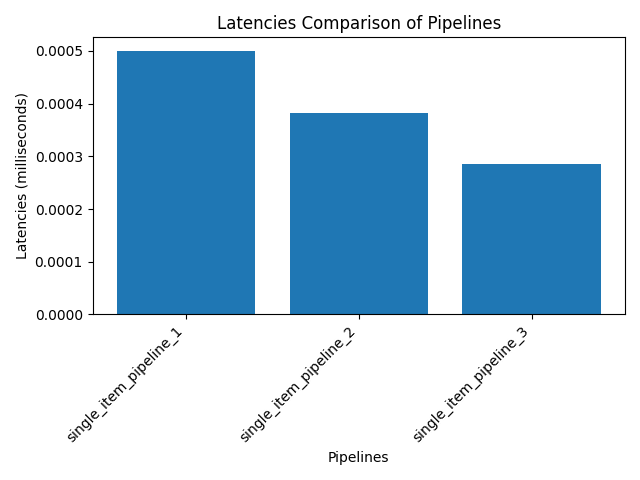 Latencies Comparison of Pipelines
Latencies (milliseconds)
0.0005
0.0004
0.0003
0.0002
0.0001
0.0000
single_item_pipeline_1
single_item_pipeline_2
single_item_pipeline_3
Pipelines